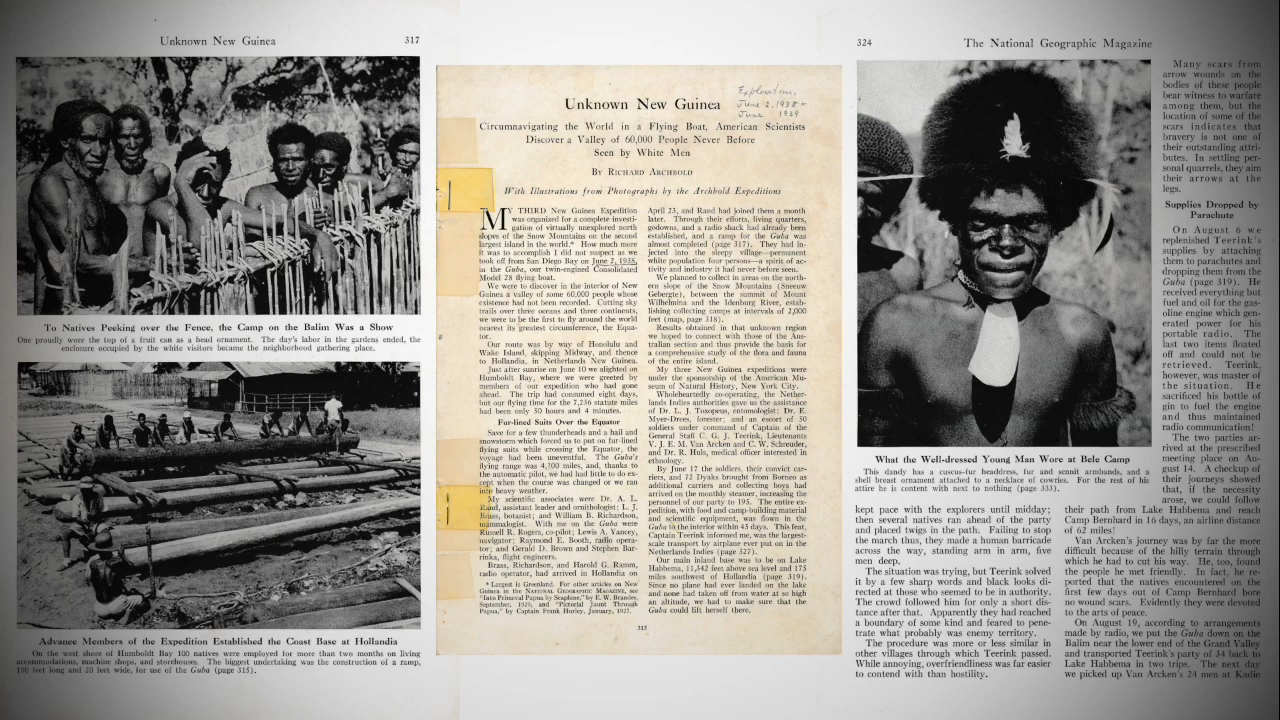 Unknown New Guinea 317
To Natives Peeking over the Fence, the Camp on the Balim Was a Show
One proudly wore the top of a fruit can as a head ornament. The day's labor in the gardens ended, the
enclosure occupied by the white visitors became the neighborhood gathering place.
Advance Members of the Expedition Established the Coast Base at Hollandia
On the west shore of Humboldt Bay 100 natives were employed for more than two months on living
accommodations, machine shops, and storehouses. The biggest undertaking was the construction of a ramp,
190 feet long and 20 feet wide, for use of the Guba (page 315).
Exploration.
June 2, 1938 -
June 1939
Unknown New Guinea
Circumnavigating the World in a Flying Boat, American Scientists
Discover a Valley of 60,000 People Never Before
Seen by White Men
By Richard Archbold
With Illustrations from Photographs by the Archbold Expeditions
MY THIRD New Guinea Expedition
was organized for a complete investi-
gation of virtually unexplored north
slopes of the Snow Mountains on the second
largest island in the world.* How much more
it was to accomplish I did not suspect as we
took off from San Diego Bay on June 2, 1938,
in the Guba, our twin-engined Consolidated
Model 28 flying boat.
We were to discover in the interior of New
Guinea a valley of some 60,000 people whose
existence had not been recorded. Cutting sky
trails over three oceans and three continents,
we were to be the first to fly around the world
nearest its greatest circumference, the Equa-
tor.
Our route was by way of Honolulu and
Wake Island, skipping Midway, and thence
to Hollandia, in Netherlands New Guinea.
Just after sunrise on June 10 we alighted on
Humboldt Bay, where we were greeted by
members of our expedition who had gone
ahead. The trip had consumed eight days,
but our flying time for the 7,236 statute miles
had been only 50 hours and 4 minutes.
Fur-lined Suits Over the Equator
Save for a few thunderheads and a hail and
snowstorm which forced us to put on fur-lined
flying suits while crossing the Equator, the
voyage had been uneventful. The Guba's
flying range was 4,700 miles, and, thanks to
the automatic pilot, we had had little to do ex-
cept when the course was changed or we ran
into heavy weather.
My scientific associates were Dr. A. L.
Rand, assistant leader and ornithologist; L. J.
Brass, botanist; and William B. Richardson,
mammalogist. With me on the Guba were
Russell R. Rogers, co-pilot; Lewis A. Yancey,
navigator; Raymond E. Booth, radio opera-
tor; and Gerald D. Brown and Stephen Bar-
rinka, flight engineers.
Brass, Richardson, and Harold G. Ramm,
radio operator, had arrived in Hollandia on
* Largest is Greenland. For other articles on New
Guinea in the NATIONAL GEOGRAPHIC MAGAZINE, see
"Into Primeval Papua by Seaplane," by E. W. Brandes,
September, 1929, and "Pictorial Jaunt Through
Papua," by Captain Frank Hurley, January, 1927.
April 23, and Rand had joined them a month
later. Through their efforts, living quarters,
godowns, and a radio shack had already been
established, and a ramp for the Guba was
almost completed (page 317). They had in-
jected into the sleepy village—permanent
white population four persons—a spirit of ac-
tivity and industry it had never before seen.
We planned to collect in areas on the north-
ern slope of the Snow Mountains (Sneeuw
Gebergte), between the summit of Mount
Wilhelmina and the Idenburg River, estab-
lishing collecting camps at intervals of 2,000
feet (map, page 318).
Results obtained in that unknown region
we hoped to connect with those of the Aus-
tralian section and thus provide the basis for
a comprehensive study of the flora and fauna
of the entire island.
My three New Guinea expeditions were
under the sponsorship of the American Mu-
seum of Natural History, New York City.
Wholeheartedly co-operating, the Nether-
lands Indies authorities gave us the assistance
of Dr. L. J. Toxopeus, entomologist; Dr. E.
Myer-Drees, forester; and an escort of 50
soldiers under command of Captain of the
General Staff C. G. J. Teerink, Lieutenants
V. J. E. M. Van Arcken and C. W. Schreuder,
and Dr. R. Huls, medical officer interested in
ethnology.
By June 17 the soldiers, their convict car-
riers, and 72 Dyaks brought from Borneo as
additional carriers and collecting boys had
arrived on the monthly steamer, increasing the
personnel of our party to 195. The entire ex-
pedition, with food and camp-building material
and scientific equipment, was flown in the
Guba to the interior within 45 days. This feat,
Captain Teerink informed me, was the largest-
scale transport by airplane ever put on in the
Netherlands Indies (page 327).
Our main inland base was to be on Lake
Habbema, 11,342 feet above sea level and 175
miles southwest of Hollandia (page 319).
Since no plane had ever landed on the lake
and none had taken off from water at so high
an altitude, we had to make sure that the
Guba could lift herself there.
315
324 The National Geographic Magazine
What the Well-dressed Young Man Wore at Bele Camp
This dandy has a cuscus-fur headdress, fur and sennit armbands, and a
shell breast ornament attached to a necklace of cowries. For the rest of his
attire he is content with next to nothing (page 333).
kept pace with the explorers until midday;
then several natives ran ahead of the party
and placed twigs in the path. Failing to stop
the march thus, they made a human barricade
across the way, standing arm in arm, five
men deep.
The situation was trying, but Teerink solved
it by a few sharp words and black looks di-
rected at those who seemed to be in authority.
The crowd followed him for only a short dis-
tance after that. Apparently they had reached
a boundary of some kind and feared to pene-
trate what probably was enemy territory.
The procedure was more or less similar in
other villages through which Teerink passed.
While annoying, overfriendliness was far easier
to contend with than hostility.
Many scars from
arrow wounds on the
bodies of these people
bear witness to warfare
among them, but the
location of some of the
scars indicates that
bravery is not one of
their outstanding attri-
butes. In settling per-
sonal quarrels, they aim
their arrows at the
legs.
Supplies Dropped by
Parachute
On August 6 we
replenished Teerink's
supplies by attaching
them to parachutes and
dropping them from the
Guba (page 319). He
received everything but
fuel and oil for the gas-
oline engine which gen-
erated power for his
portable radio. The
last two items floated
off and could not be
retrieved. Teerink,
however, was master of
the situation. He
sacrificed his bottle of
gin to fuel the engine
and thus maintained
radio communication!
The two parties ar-
rived at the prescribed
meeting place on Au-
gust 14. A checkup of
their journeys showed
that, if the necessity
arose, we could follow
their path from Lake Habbema and reach
Camp Bernhard in 16 days, an airline distance
of 62 miles!
Van Arcken's journey was by far the more
difficult because of the hilly terrain through
which he had to cut his way. He, too, found
the people he met friendly. In fact, he re-
ported that the natives encountered on the
first few days out of Camp Bernhard bore
no wound scars. Evidently they were devoted
to the arts of peace.
On August 19, according to arrangements
made by radio, we put the Guba down on the
Balim near the lower end of the Grand Valley
and transported Teerink's party of 34 back to
Lake Habbema in two trips. The next day
we picked up Van Arcken's 24 men at Kadie